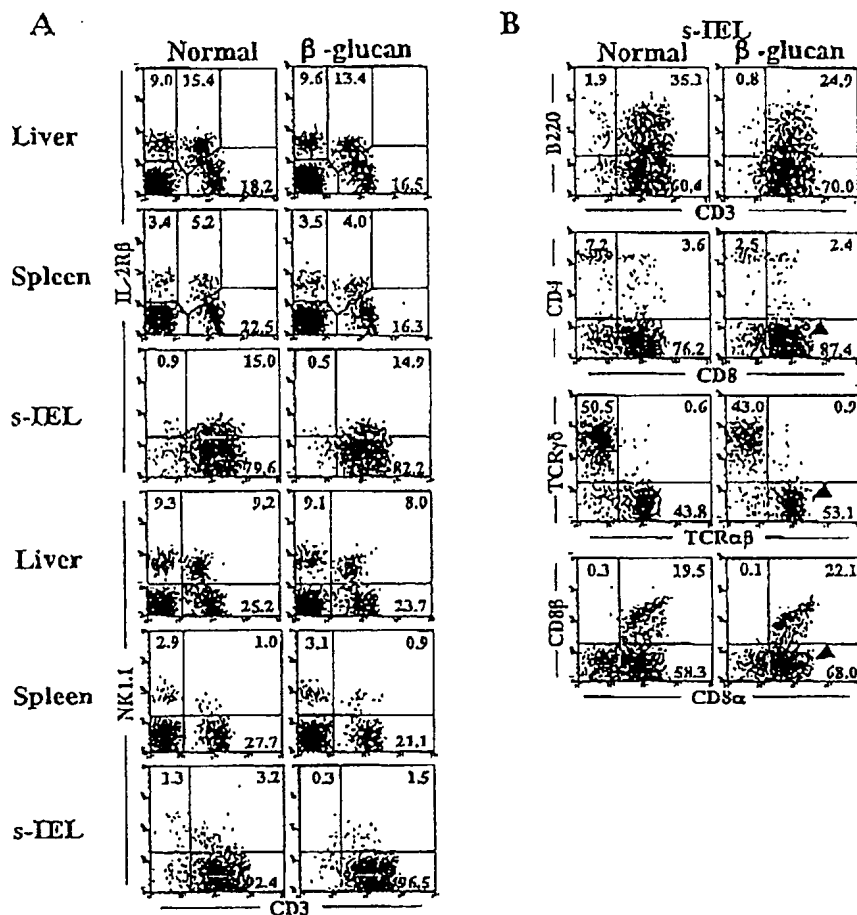 A
Normal β -glucan
IL-2Rβ
Liver
9.0 15.4 18.2
9.6 13.4 16.5
Spleen
3.4 5.2 22.5
3.5 4.0 16.3
s-IEL
0.9 15.0 79.6
0.5 14.9 82.2
NK1.1
Liver
9.3 9.2 25.2
9.1 8.0 23.7
Spleen
2.9 1.0 27.7
3.1 0.9 21.1
s-IEL
1.3 3.2 92.4
0.3 1.5 96.5
CD3
B
s-IEL
Normal β -glucan
B220
1.9 35.3 60.4
0.8 24.9 70.0
CD3
CD4
7.2 3.6 76.2
2.5 2.4 87.4
CD8
TCRγδ
50.5 0.6 43.8
43.0 0.9 53.1
TCRαβ
CD8β
0.3 19.5 58.3
0.1 22.1 68.0
CD8α